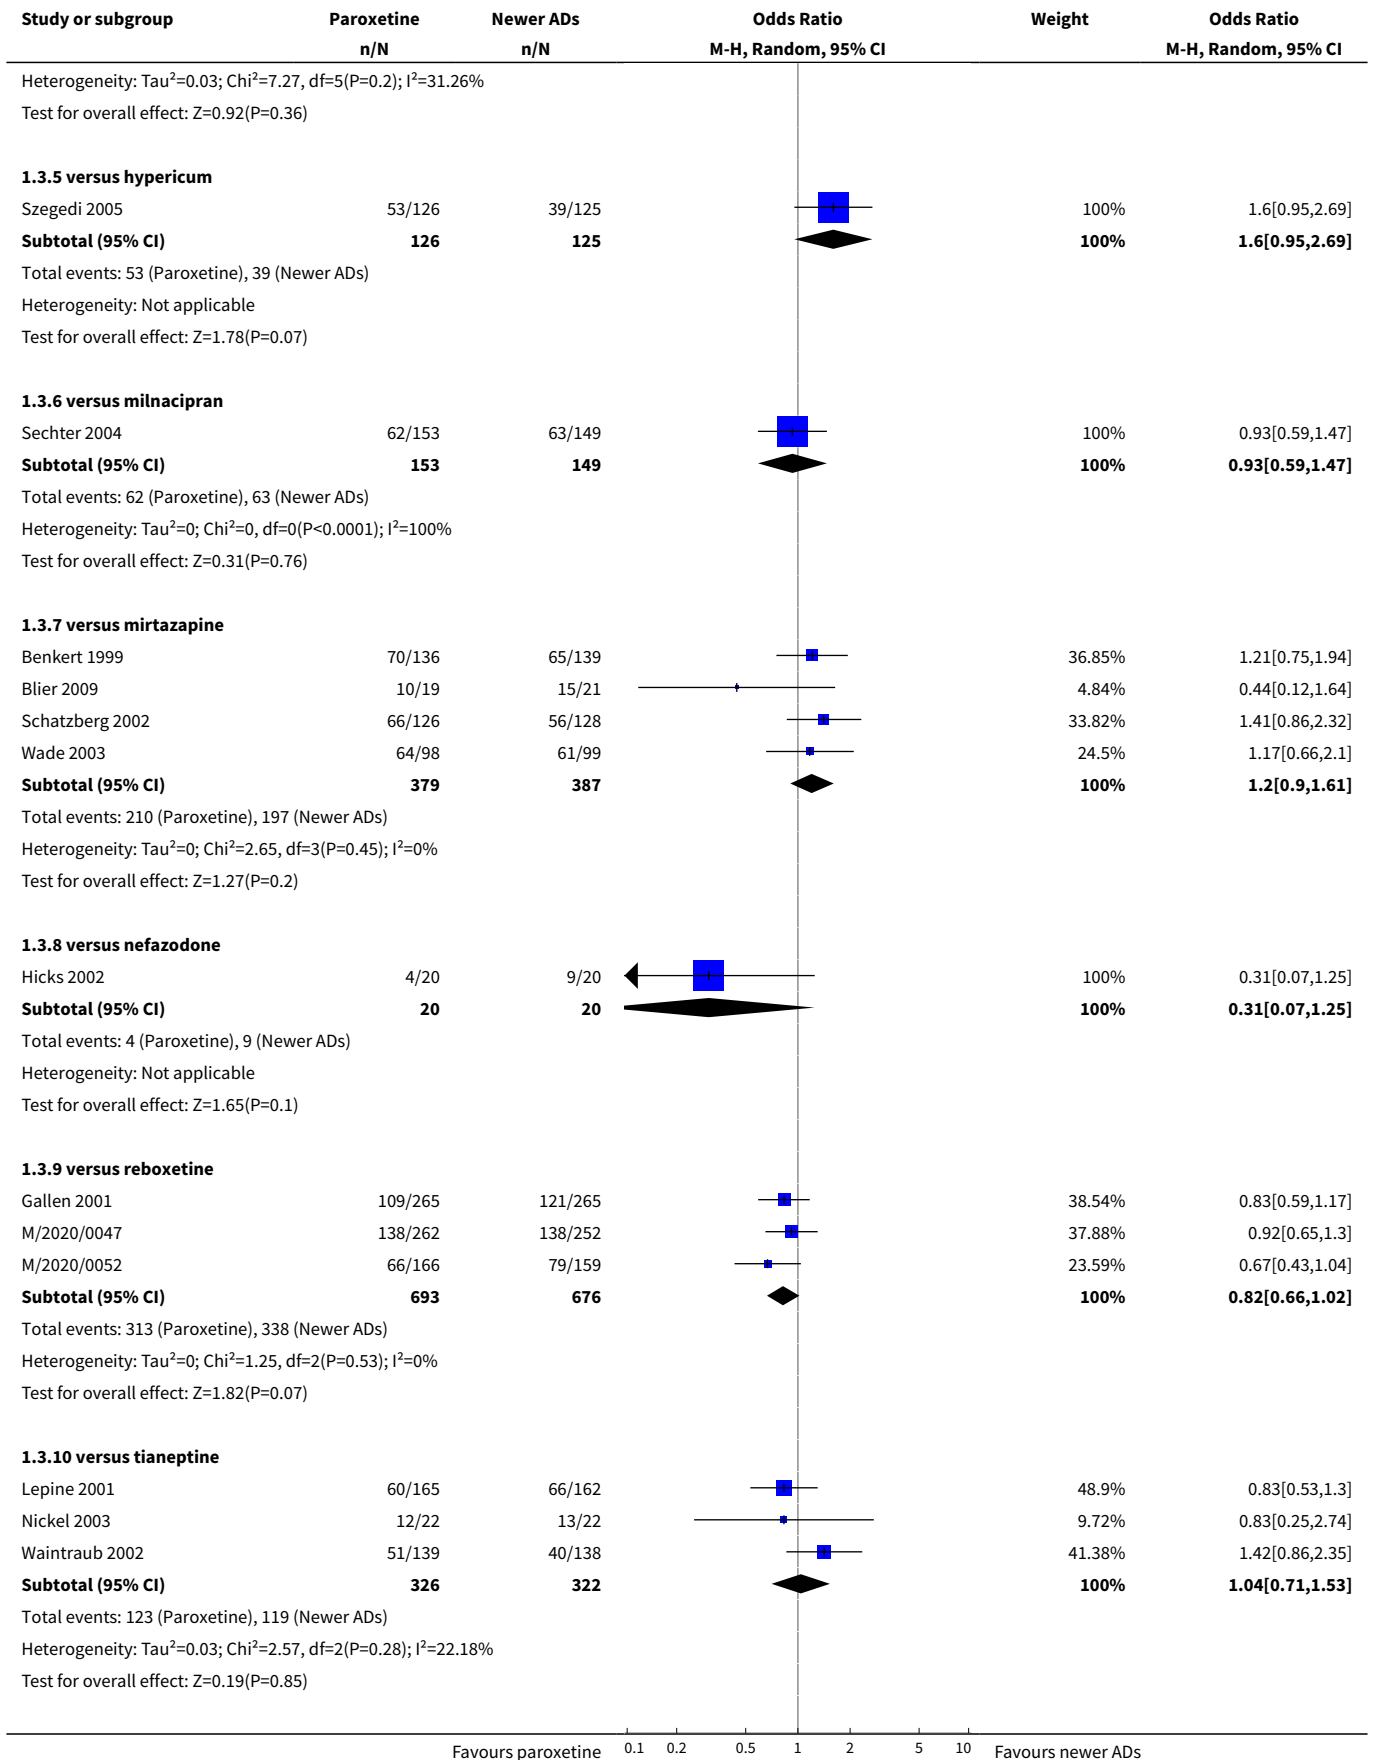 Study or subgroup Paroxetine Newer ADs Odds Ratio Weight Odds Ratio
n/N n/N M-H, Random, 95% CI M-H, Random, 95% CI
Heterogeneity: Tau²=0.03; Chi²=7.27, df=5(P=0.2); I²=31.26%
Test for overall effect: Z=0.92(P=0.36)
1.3.5 versus hypericum
Szegedi 2005 53/126 39/125 100% 1.6[0.95,2.69]
Subtotal (95% CI) 126 125 100% 1.6[0.95,2.69]
Total events: 53 (Paroxetine), 39 (Newer ADs)
Heterogeneity: Not applicable
Test for overall effect: Z=1.78(P=0.07)
1.3.6 versus milnacipran
Sechter 2004 62/153 63/149 100% 0.93[0.59,1.47]
Subtotal (95% CI) 153 149 100% 0.93[0.59,1.47]
Total events: 62 (Paroxetine), 63 (Newer ADs)
Heterogeneity: Tau²=0; Chi²=0, df=0(P<0.0001); I²=100%
Test for overall effect: Z=0.31(P=0.76)
1.3.7 versus mirtazapine
Benkert 1999 70/136 65/139 36.85% 1.21[0.75,1.94]
Blier 2009 10/19 15/21 4.84% 0.44[0.12,1.64]
Schatzberg 2002 66/126 56/128 33.82% 1.41[0.86,2.32]
Wade 2003 64/98 61/99 24.5% 1.17[0.66,2.1]
Subtotal (95% CI) 379 387 100% 1.2[0.9,1.61]
Total events: 210 (Paroxetine), 197 (Newer ADs)
Heterogeneity: Tau²=0; Chi²=2.65, df=3(P=0.45); I²=0%
Test for overall effect: Z=1.27(P=0.2)
1.3.8 versus nefazodone
Hicks 2002 4/20 9/20 100% 0.31[0.07,1.25]
Subtotal (95% CI) 20 20 100% 0.31[0.07,1.25]
Total events: 4 (Paroxetine), 9 (Newer ADs)
Heterogeneity: Not applicable
Test for overall effect: Z=1.65(P=0.1)
1.3.9 versus reboxetine
Gallen 2001 109/265 121/265 38.54% 0.83[0.59,1.17]
M/2020/0047 138/262 138/252 37.88% 0.92[0.65,1.3]
M/2020/0052 66/166 79/159 23.59% 0.67[0.43,1.04]
Subtotal (95% CI) 693 676 100% 0.82[0.66,1.02]
Total events: 313 (Paroxetine), 338 (Newer ADs)
Heterogeneity: Tau²=0; Chi²=1.25, df=2(P=0.53); I²=0%
Test for overall effect: Z=1.82(P=0.07)
1.3.10 versus tianeptine
Lepine 2001 60/165 66/162 48.9% 0.83[0.53,1.3]
Nickel 2003 12/22 13/22 9.72% 0.83[0.25,2.74]
Waintraub 2002 51/139 40/138 41.38% 1.42[0.86,2.35]
Subtotal (95% CI) 326 322 100% 1.04[0.71,1.53]
Total events: 123 (Paroxetine), 119 (Newer ADs)
Heterogeneity: Tau²=0.03; Chi²=2.57, df=2(P=0.28); I²=22.18%
Test for overall effect: Z=0.19(P=0.85)
Favours paroxetine 0.1 0.2 0.5 1 2 5 10 Favours newer ADs